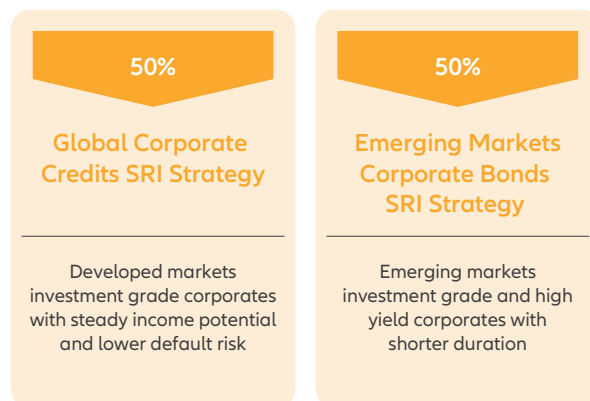 50%
Global Corporate
Credits SRI Strategy
Developed markets
investment grade corporates
with steady income potential
and lower default risk
50%
Emerging Markets
Corporate Bonds
SRI Strategy
Emerging markets
investment grade and high
yield corporates with
shorter duration